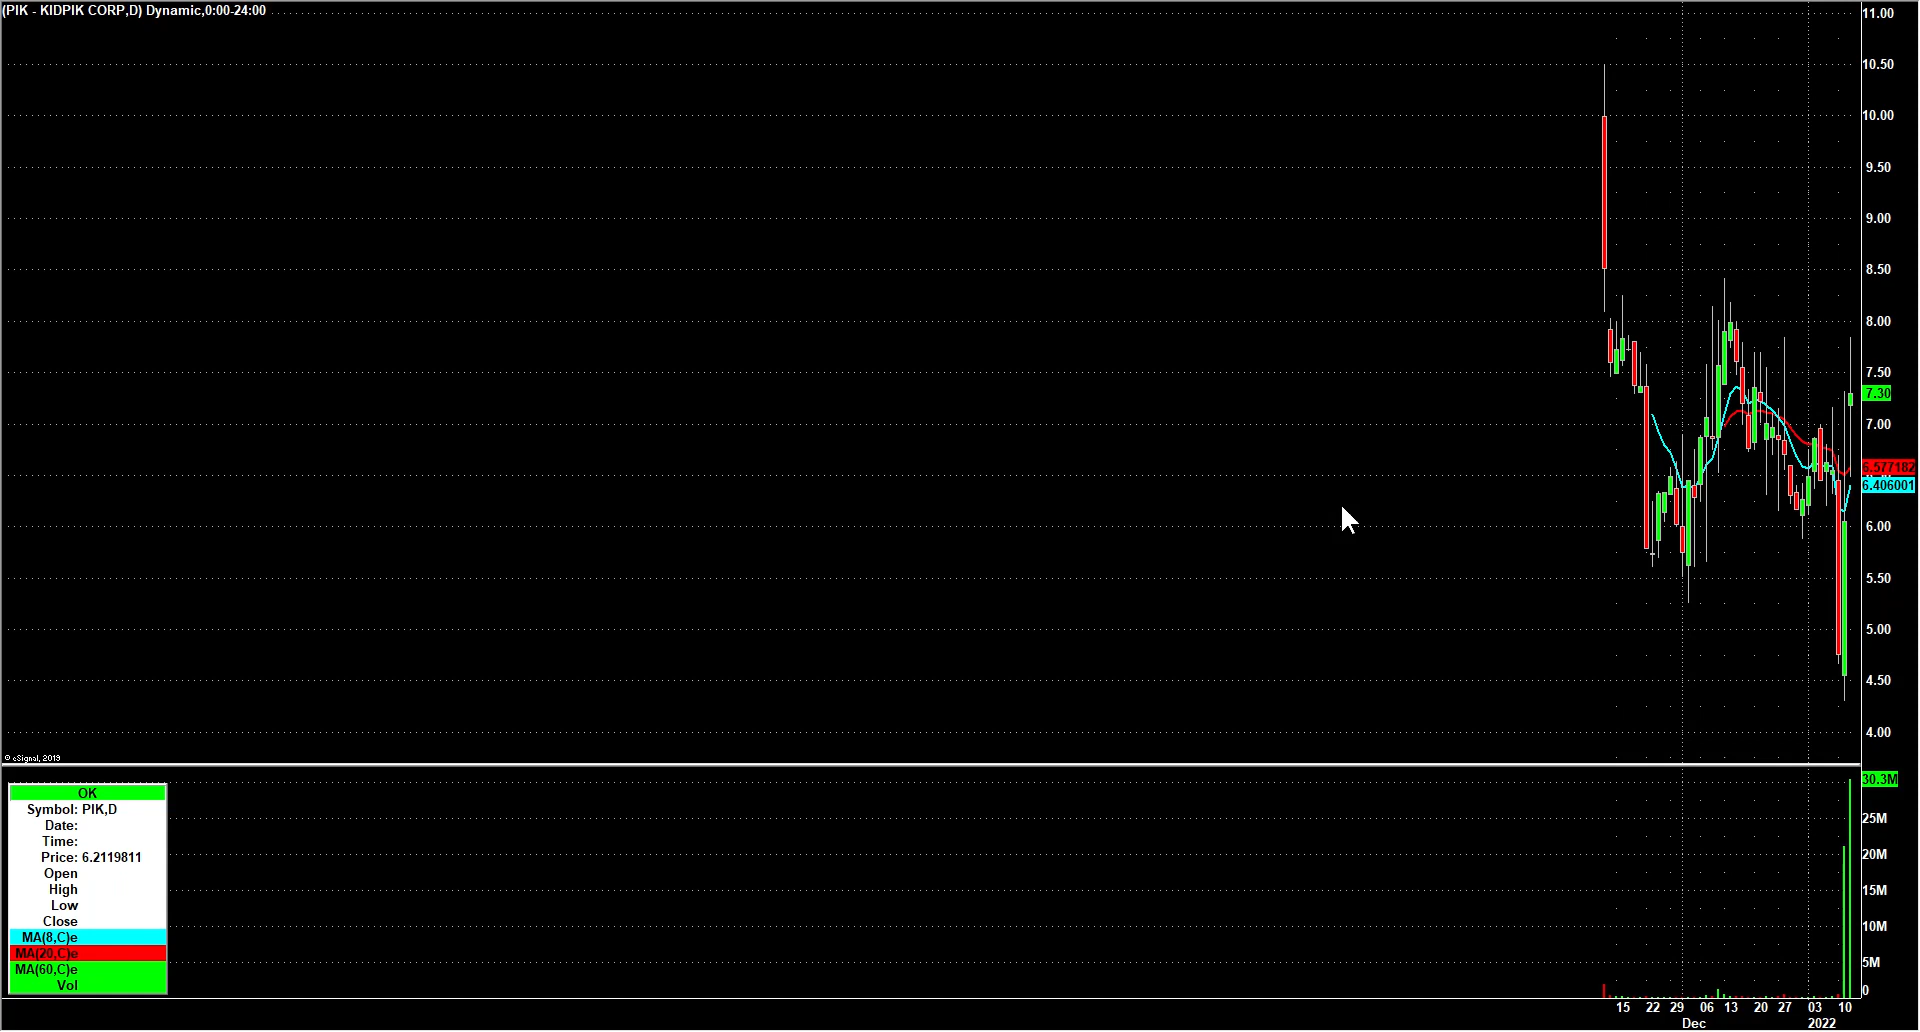 (PIK - KIDPIK CORP,D) Dynamic,0:00-24:00
11.00
10.50
10.00
9.50
9.00
8.50
8.00
7.50
7.30
7.00
6.577182
6.406001
6.00
5.50
5.00
4.50
4.00
© eSignal, 2019
30.3M
25M
20M
15M
10M
5M
0
OK
Symbol: PIK,D
Date:
Time:
Price: 6.2119811
Open
High
Low
Close
MA(8,C)e
MA(20,C)e
MA(60,C)e
Vol
15 22 29 06 13 20 27 03 10
Dec 2022